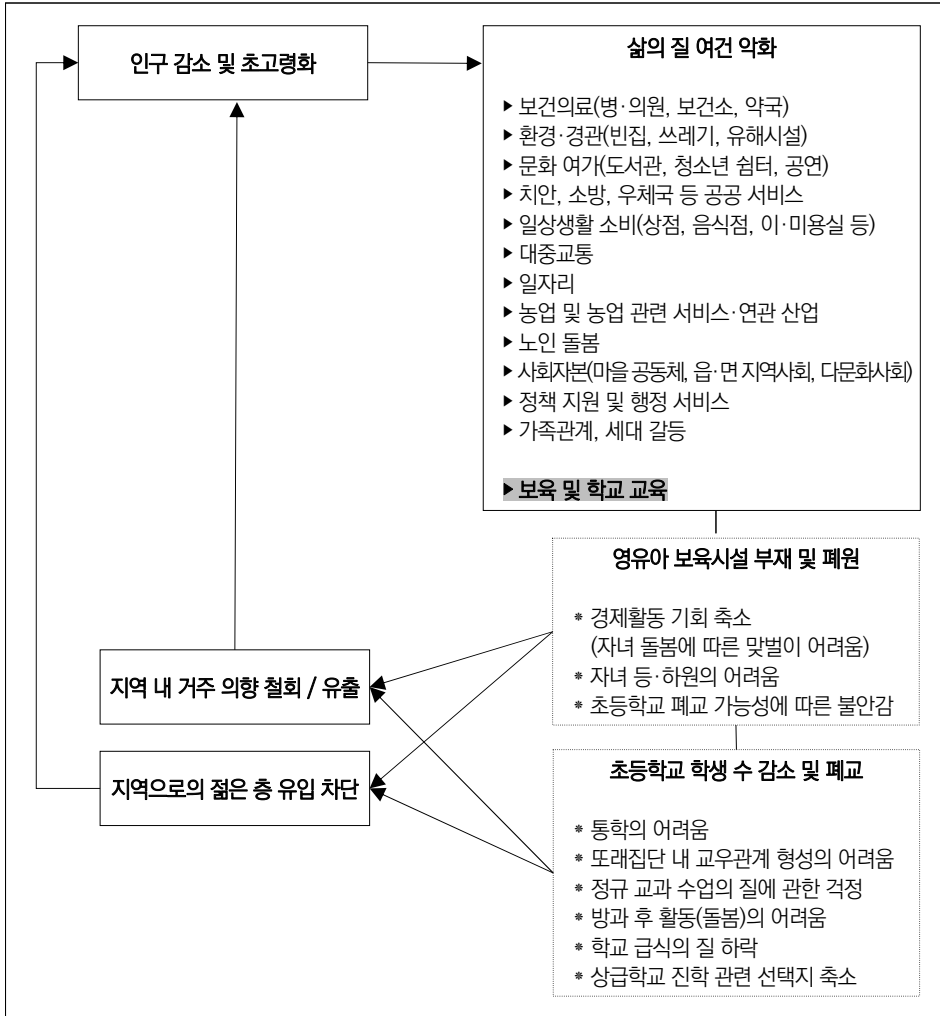 인구 감소 및 초고령화
삶의 질 여건 악화
▶ 보건의료(병·의원, 보건소, 약국)
▶ 환경·경관(빈집, 쓰레기, 유해시설)
▶ 문화 여가(도서관, 청소년 쉼터, 공연)
▶ 치안, 소방, 우체국 등 공공 서비스
▶ 일상생활 소비(상점, 음식점, 이·미용실 등)
▶ 대중교통
▶ 일자리
▶ 농업 및 농업 관련 서비스·연관 산업
▶ 노인 돌봄
▶ 사회자본(마을 공동체, 읍·면 지역사회, 다문화사회)
▶ 정책 지원 및 행정 서비스
▶ 가족관계, 세대 갈등
▶ 보육 및 학교 교육
영유아 보육시설 부재 및 폐원
* 경제활동 기회 축소
(자녀 돌봄에 따른 맞벌이 어려움)
* 자녀 등·하원의 어려움
* 초등학교 폐교 가능성에 따른 불안감
지역 내 거주 의향 철회 / 유출
지역으로의 젊은 층 유입 차단
초등학교 학생 수 감소 및 폐교
* 통학의 어려움
* 또래집단 내 교우관계 형성의 어려움
* 정규 교과 수업의 질에 관한 걱정
* 방과 후 활동(돌봄)의 어려움
* 학교 급식의 질 하락
* 상급학교 진학 관련 선택지 축소